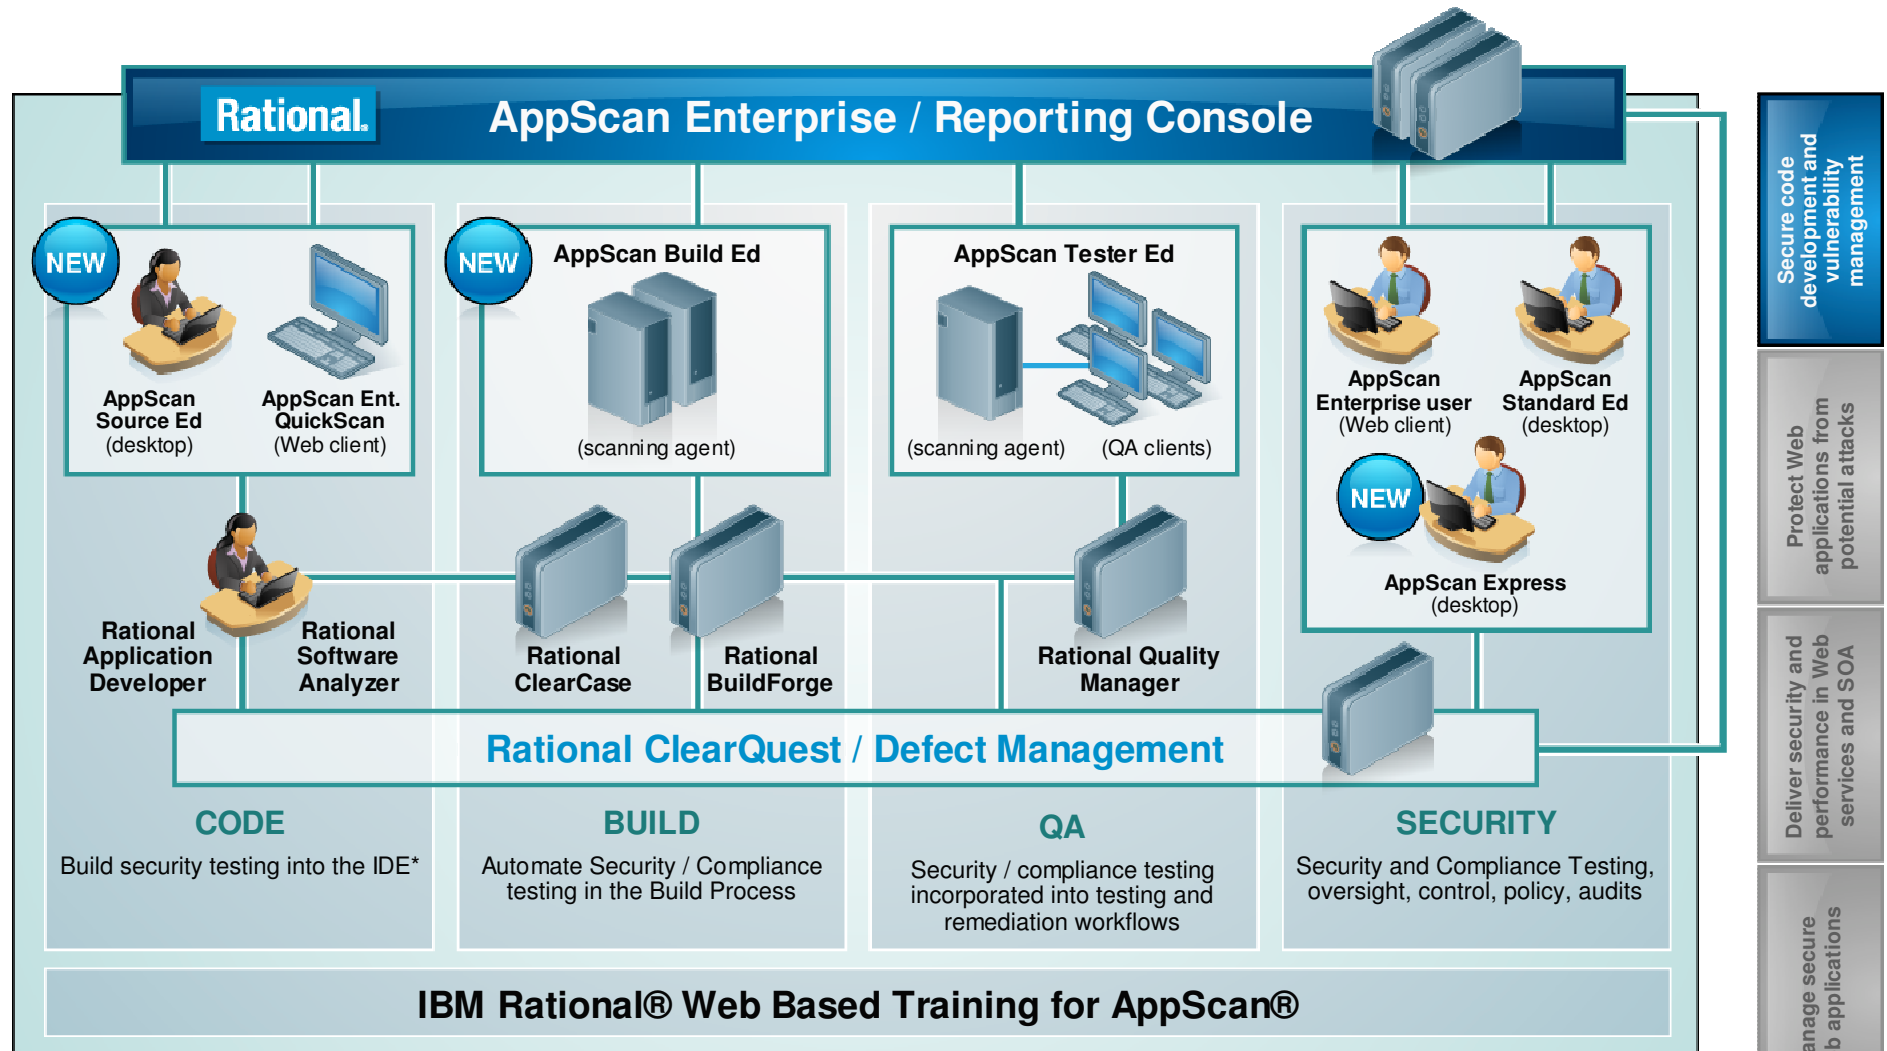 Rational.
AppScan Enterprise / Reporting Console
NEW
AppScan
Source Ed
(desktop)
AppScan Ent.
QuickScan
(Web client)
NEW
AppScan Build Ed
(scanning agent)
AppScan Tester Ed
(scanning agent)
(QA clients)
AppScan
Enterprise user
(Web client)
AppScan
Standard Ed
(desktop)
NEW
AppScan Express
(desktop)
Rational
Application
Developer
Rational
Software
Analyzer
Rational
ClearCase
Rational
BuildForge
Rational Quality
Manager
Rational ClearQuest / Defect Management
CODE
Build security testing into the IDE*
BUILD
Automate Security / Compliance
testing in the Build Process
QA
Security / compliance testing
incorporated into testing and
remediation workflows
SECURITY
Security and Compliance Testing,
oversight, control, policy, audits
IBM Rational® Web Based Training for AppScan®
Secure code
development and
vulnerability
management
Protect Web
applications from
potential attacks
Deliver security and
performance in Web
services and SOA
secure
applications